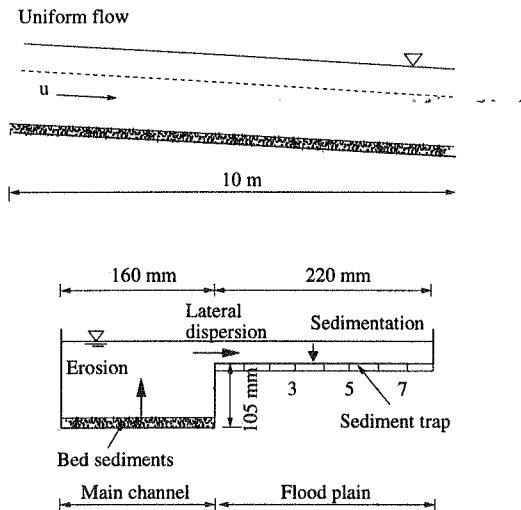 Uniform flow
u
10 m
160 mm
220 mm
Lateral
dispersion
Sedimentation
Erosion
105 mm
3
5
7
Sediment trap
Bed sediments
Main channel
Flood plain